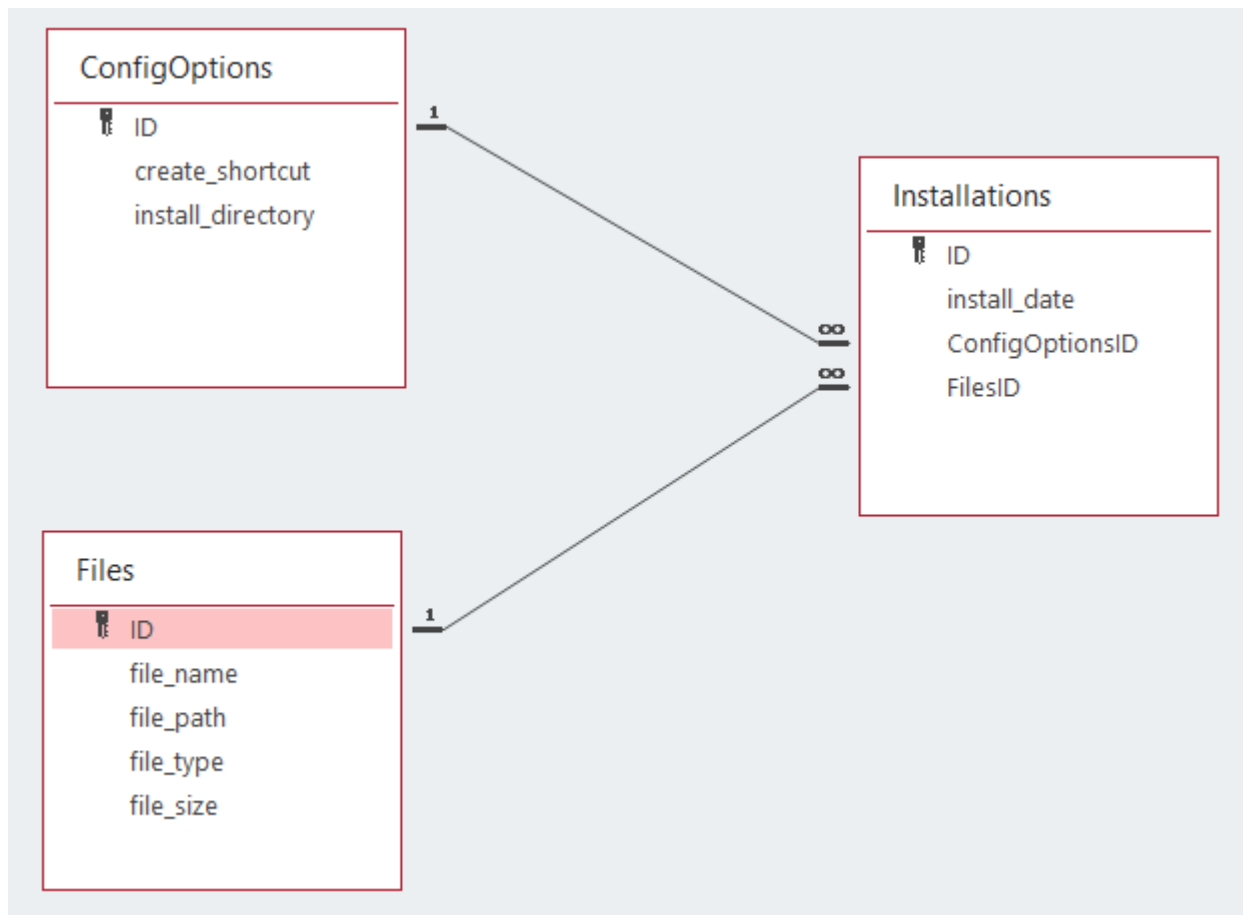 ConfigOptions
ID
create_shortcut
install_directory
1
Installations
ID
install_date
ConfigOptionsID
FilesID
∞
∞
Files
ID
file_name
file_path
file_type
file_size
1